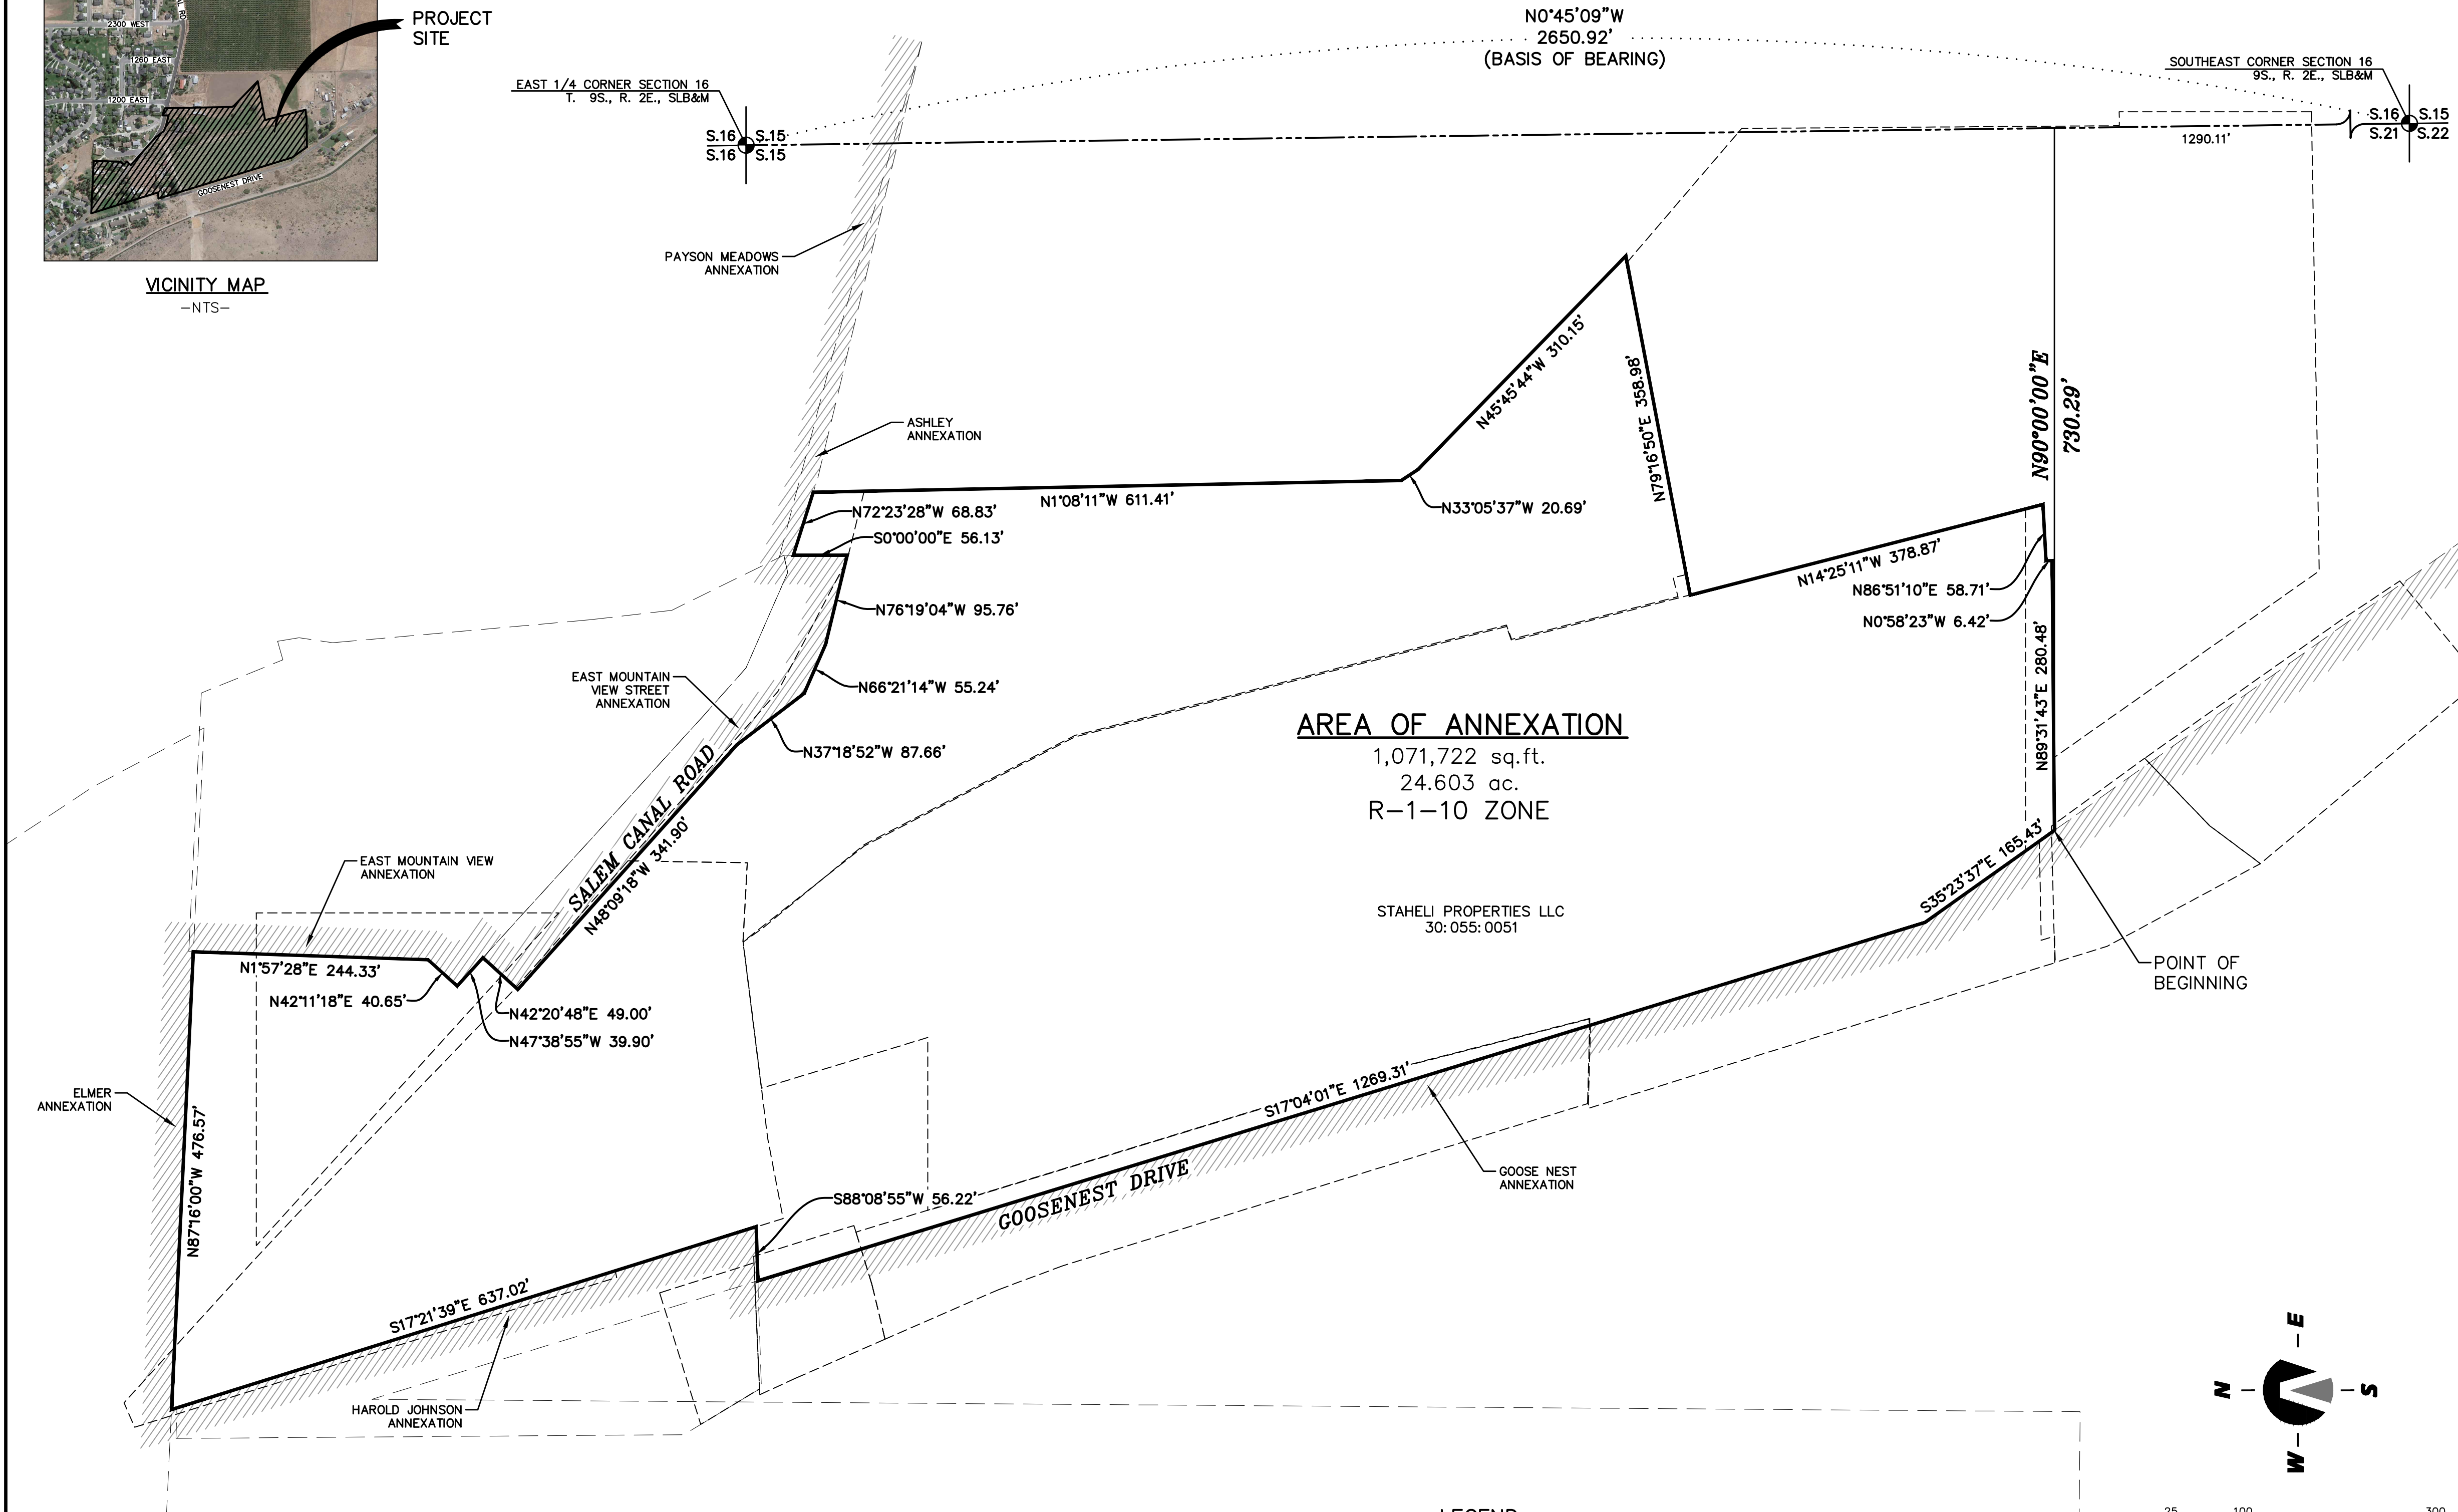 2300 WEST
1260 EAST
1200 EAST
GOOSENEST DRIVE
PROJECT
SITE
VICINITY MAP
-NTS-
N0°45'09"W
2650.92'
(BASIS OF BEARING)
EAST 1/4 CORNER SECTION 16
T. 9S., R. 2E., SLB&M
S.16 S.15
S.16 S.15
SOUTHEAST CORNER SECTION 16
9S., R. 2E., SLB&M
S.16 S.15
S.21 S.22
1290.11'
PAYSON MEADOWS
ANNEXATION
ASHLEY
ANNEXATION
N45°45'44"W 310.15'
N79°16'50"E 358.98'
N90°00'00"E
730.29'
N1°08'11"W 611.41'
N33°05'37"W 20.69'
N72°23'28"W 68.83'
S0°00'00"E 56.13'
N14°25'11"W 378.87'
N86°51'10"E 58.71'
N0°58'23"W 6.42'
N89°31'43"E 280.48'
N76°19'04"W 95.76'
N66°21'14"W 55.24'
EAST MOUNTAIN
VIEW STREET
ANNEXATION
N37°18'52"W 87.66'
AREA OF ANNEXATION
1,071,722 sq.ft.
24.603 ac.
R-1-10 ZONE
SALEM CANAL ROAD
N48°09'18"W 341.90'
EAST MOUNTAIN VIEW
ANNEXATION
STAHELI PROPERTIES LLC
30:055:0051
S35°23'37"E 165.43'
POINT OF
BEGINNING
N1°57'28"E 244.33'
N42°11'18"E 40.65'
N42°20'48"E 49.00'
N47°38'55"W 39.90'
ELMER
ANNEXATION
N87°16'00"W 476.57'
S17°04'01"E 1269.31'
GOOSE NEST
ANNEXATION
GOOSENEST DRIVE
S88°08'55"W 56.22'
S17°21'39"E 637.02'
HAROLD JOHNSON
ANNEXATION
E
N
S
W
LEGEND
25 100 300